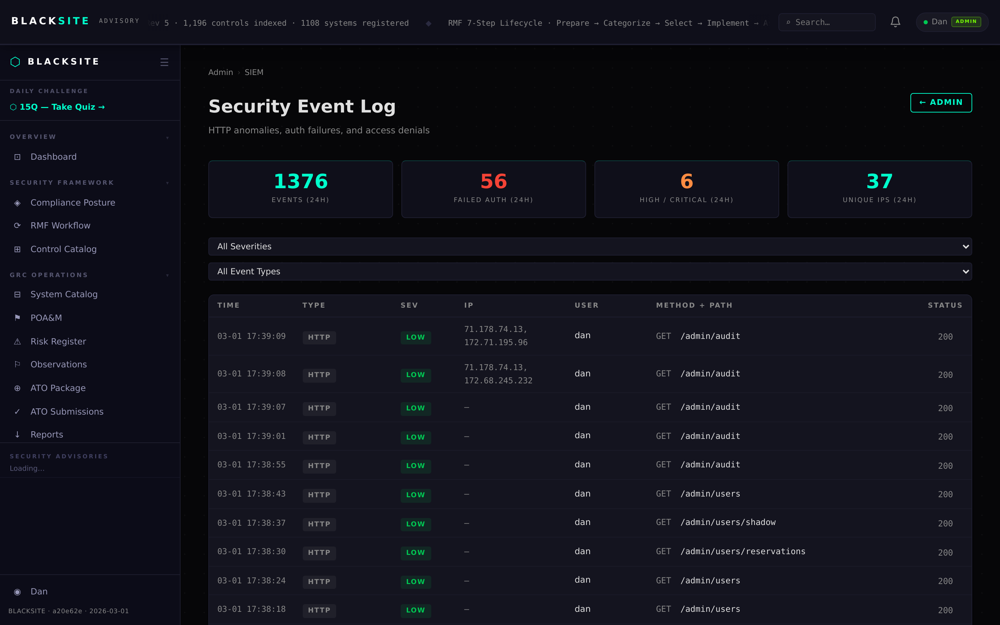 BLACKSITE ADVISORY
ev 5 · 1,196 controls indexed · 1108 systems registered ◆ RMF 7-Step Lifecycle · Prepare → Categorize → Select → Implement → A
Search…
Dan ADMIN
BLACKSITE
DAILY CHALLENGE
15Q — Take Quiz →
OVERVIEW
Dashboard
SECURITY FRAMEWORK
Compliance Posture
RMF Workflow
Control Catalog
GRC OPERATIONS
System Catalog
POA&M
Risk Register
Observations
ATO Package
ATO Submissions
Reports
SECURITY ADVISORIES
Loading…
Dan
BLACKSITE · a20e62e · 2026-03-01
Admin › SIEM
Security Event Log
← ADMIN
HTTP anomalies, auth failures, and access denials
1376
EVENTS (24H)
56
FAILED AUTH (24H)
6
HIGH / CRITICAL (24H)
37
UNIQUE IPS (24H)
All Severities
All Event Types
TIME TYPE SEV IP USER METHOD + PATH STATUS
03-01 17:39:09 HTTP LOW 71.178.74.13, 172.71.195.96 dan GET /admin/audit 200
03-01 17:39:08 HTTP LOW 71.178.74.13, 172.68.245.232 dan GET /admin/audit 200
03-01 17:39:07 HTTP LOW — dan GET /admin/audit 200
03-01 17:39:01 HTTP LOW — dan GET /admin/audit 200
03-01 17:38:55 HTTP LOW — dan GET /admin/audit 200
03-01 17:38:43 HTTP LOW — dan GET /admin/users 200
03-01 17:38:37 HTTP LOW — dan GET /admin/users/shadow 200
03-01 17:38:30 HTTP LOW — dan GET /admin/users/reservations 200
03-01 17:38:24 HTTP LOW — dan GET /admin/users 200
03-01 17:38:18 HTTP LOW — dan GET /admin/users 200